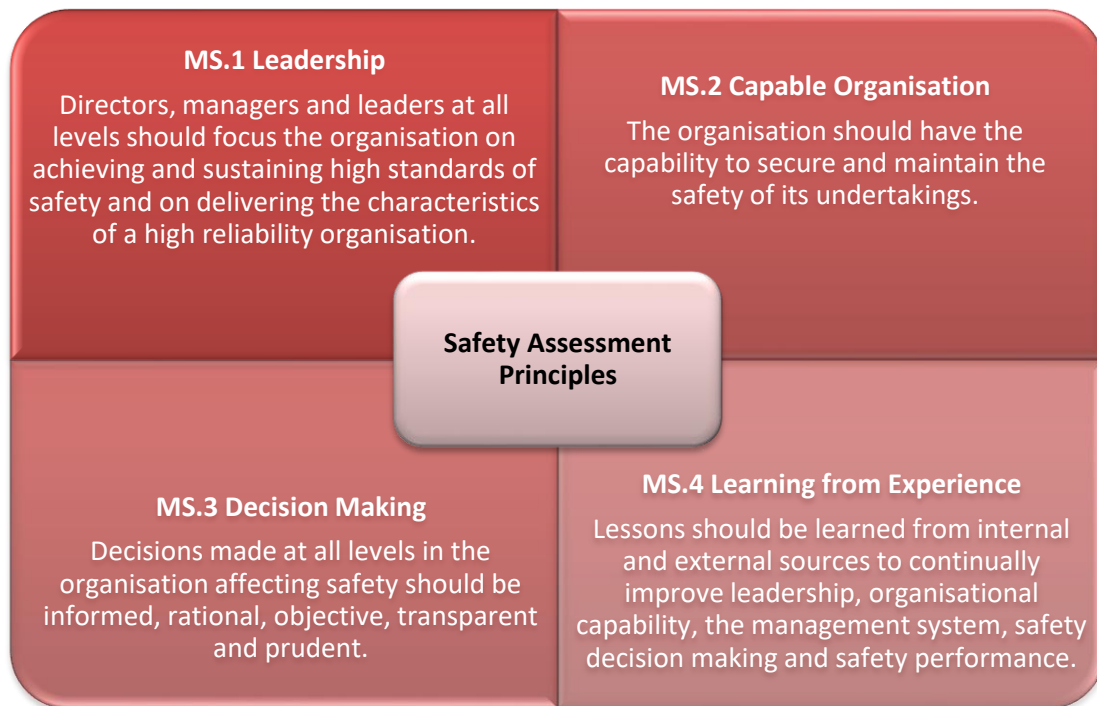 MS.1 Leadership
Directors, managers and leaders at all
levels should focus the organisation on
achieving and sustaining high standards of
safety and on delivering the characteristics
of a high reliability organisation.
MS.2 Capable Organisation
The organisation should have the
capability to secure and maintain the
safety of its undertakings.
Safety Assessment
Principles
MS.3 Decision Making
Decisions made at all levels in the
organisation affecting safety should be
informed, rational, objective, transparent
and prudent.
MS.4 Learning from Experience
Lessons should be learned from internal
and external sources to continually
improve leadership, organisational
capability, the management system, safety
decision making and safety performance.